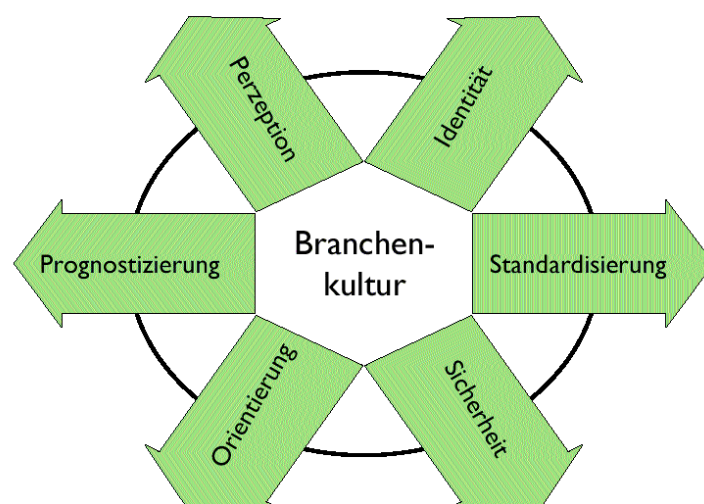 Perzeption
Identität
Prognostizierung
Branchen-
kultur
Standardisierung
Orientierung
Sicherheit